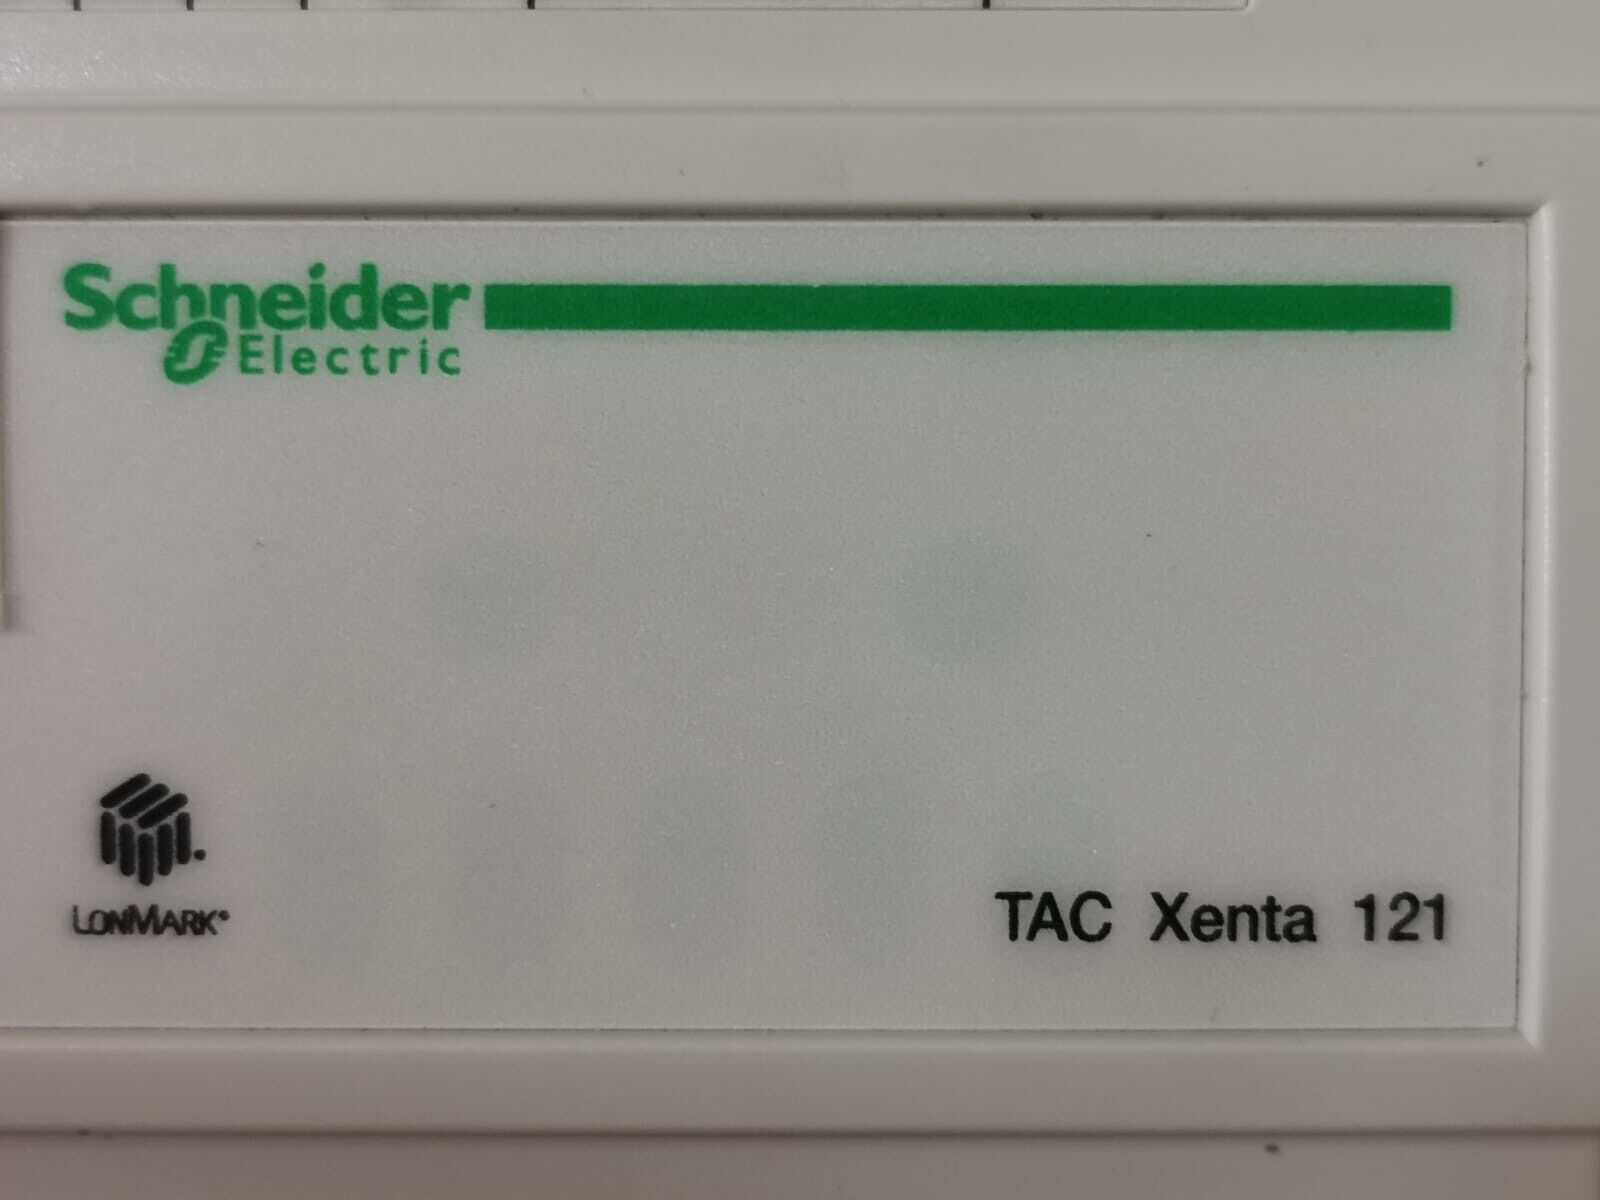 Schneider
Electric
LONMARK®
TAC Xenta 121